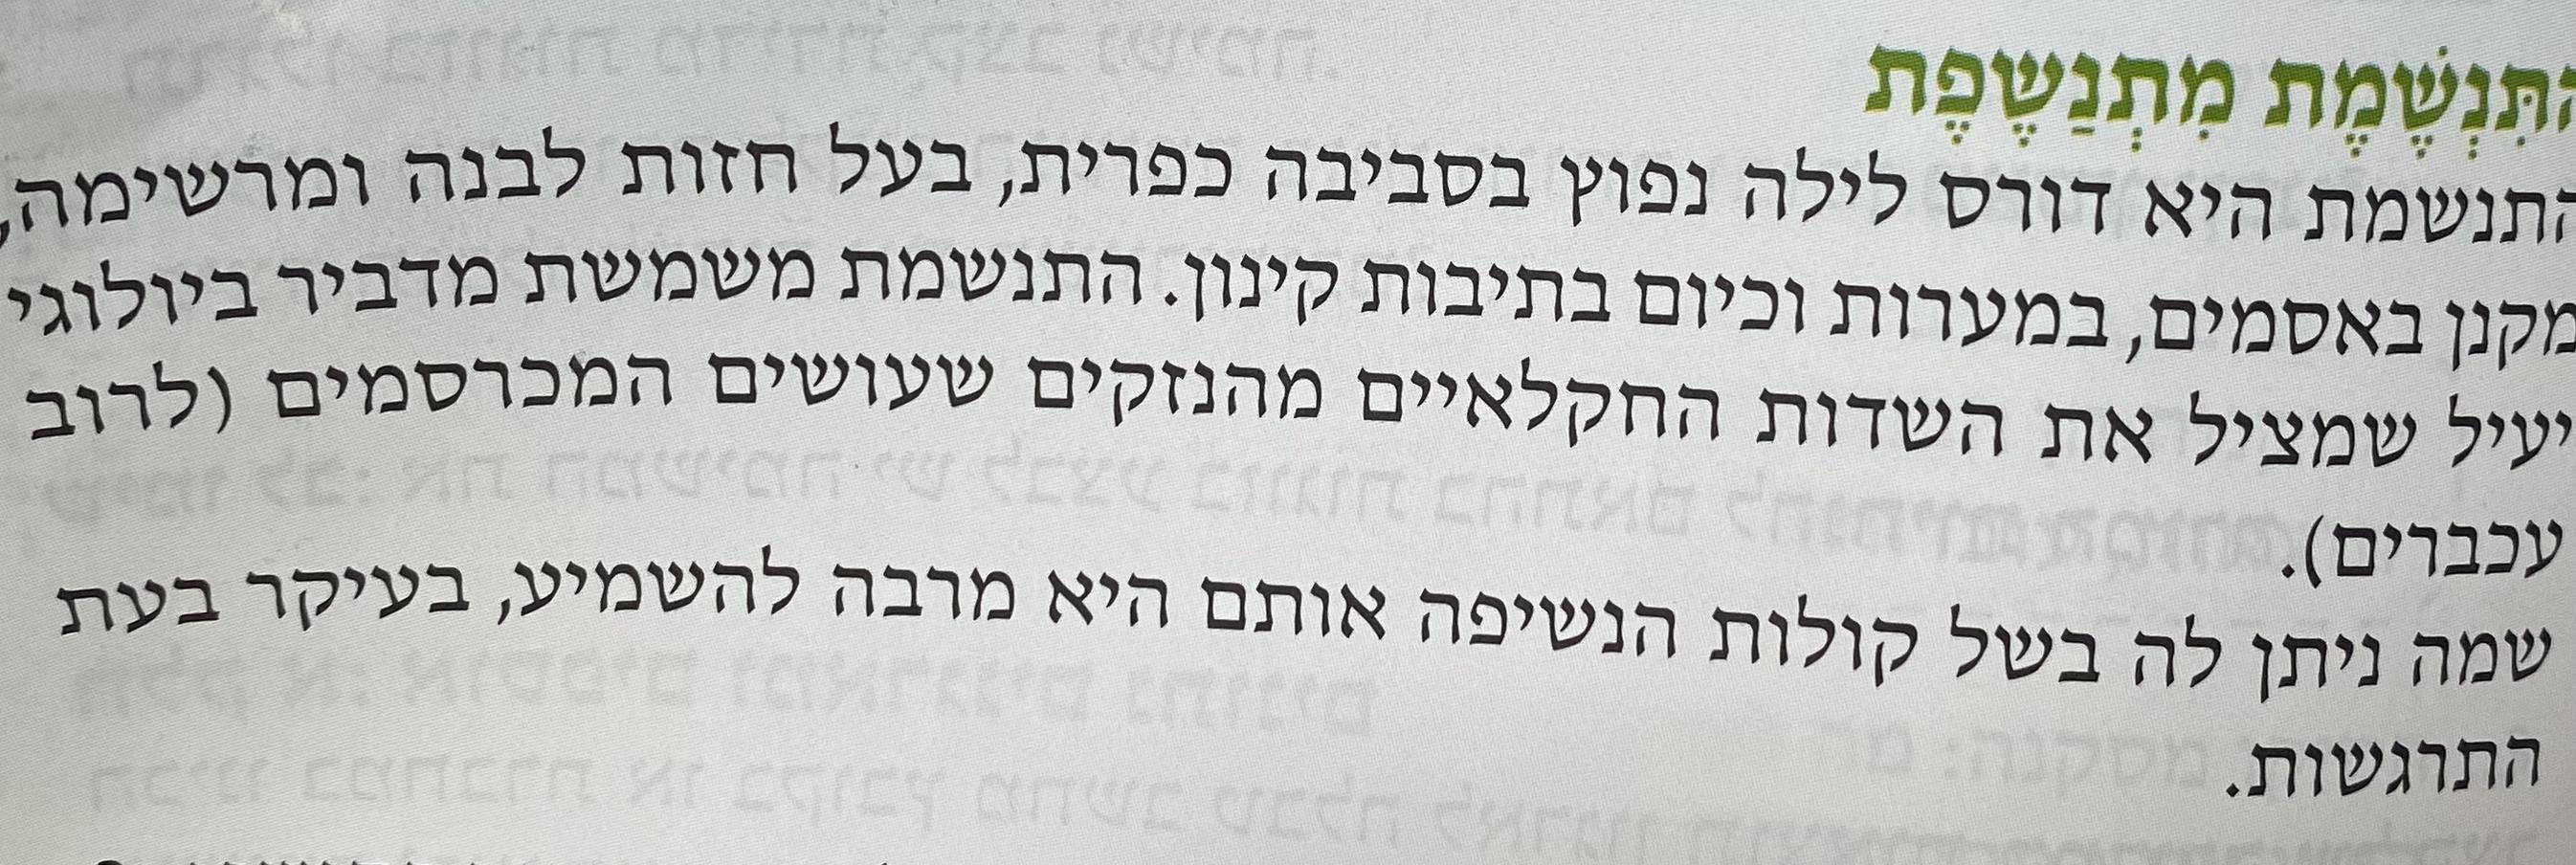 התִּנְשֶׁמֶת מִתְנַשֶּׁפֶת
התנשמת היא דורס לילה נפוץ בסביבה כפרית, בעל חזות לבנה ומרשימה,
מקנן באסמים, במערות וכיום בתיבות קינון. התנשמת משמשת מדביר ביולוגי
יעיל שמציל את השדות החקלאיים מהנזקים שעושים המכרסמים (לרוב
עכברים).
שמה ניתן לה בשל קולות הנשיפה אותם היא מרבה להשמיע, בעיקר בעת
התרגשות.